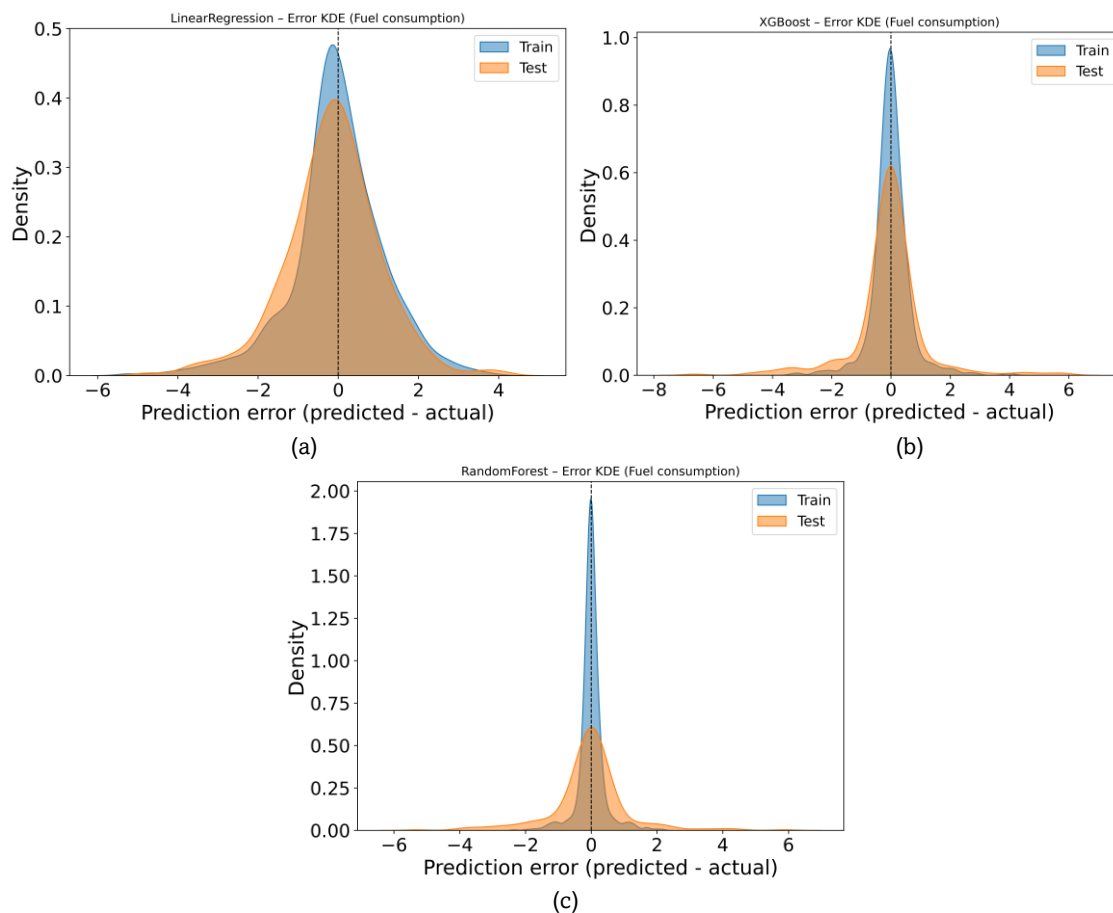 LinearRegression – Error KDE (Fuel consumption)
0.5
0.4
0.3
0.2
0.1
0.0
Density
Train
Test
−6 −4 −2 0 2 4
Prediction error (predicted - actual)
(a)
XGBoost – Error KDE (Fuel consumption)
1.0
0.8
0.6
0.4
0.2
0.0
Density
Train
Test
−8 −6 −4 −2 0 2 4 6
Prediction error (predicted - actual)
(b)
RandomForest – Error KDE (Fuel consumption)
2.00
1.75
1.50
1.25
1.00
0.75
0.50
0.25
0.00
Density
Train
Test
−6 −4 −2 0 2 4 6
Prediction error (predicted - actual)
(c)